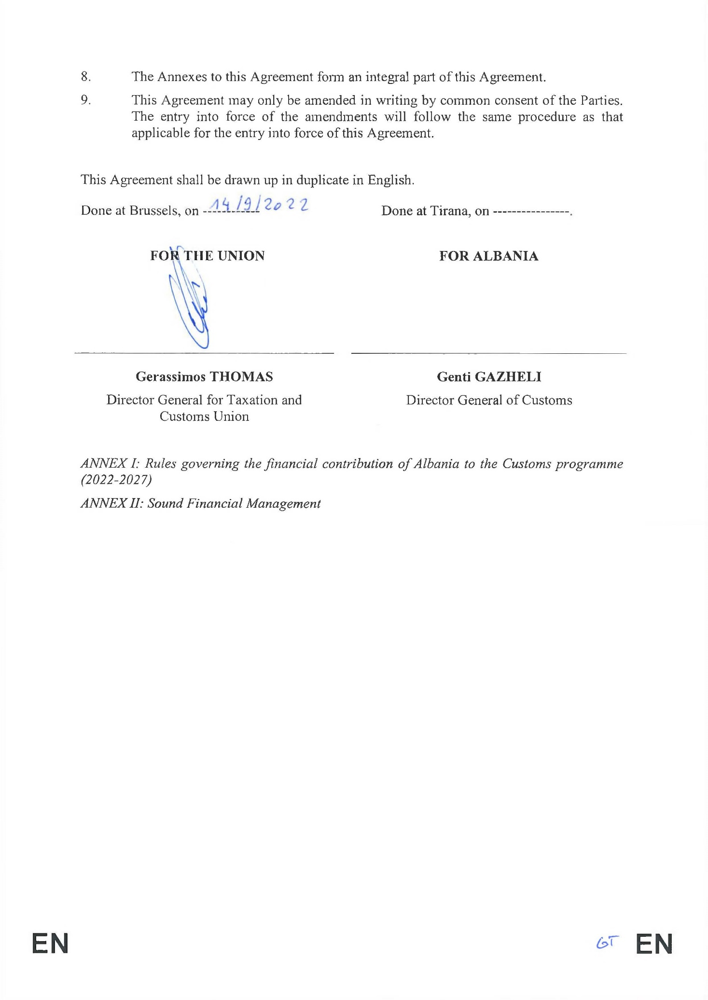 8. The Annexes to this Agreement form an integral part of this Agreement.
9. This Agreement may only be amended in writing by common consent of the Parties.
The entry into force of the amendments will follow the same procedure as that
applicable for the entry into force of this Agreement.
This Agreement shall be drawn up in duplicate in English.
Done at Brussels, on 14/9/2022 Done at Tirana, on ----------------.
FOR THE UNION FOR ALBANIA
Gerassimos THOMAS Genti GAZHELI
Director General for Taxation and Director General of Customs
Customs Union
ANNEX I: Rules governing the financial contribution of Albania to the Customs programme
(2022-2027)
ANNEX II: Sound Financial Management
EN GT EN